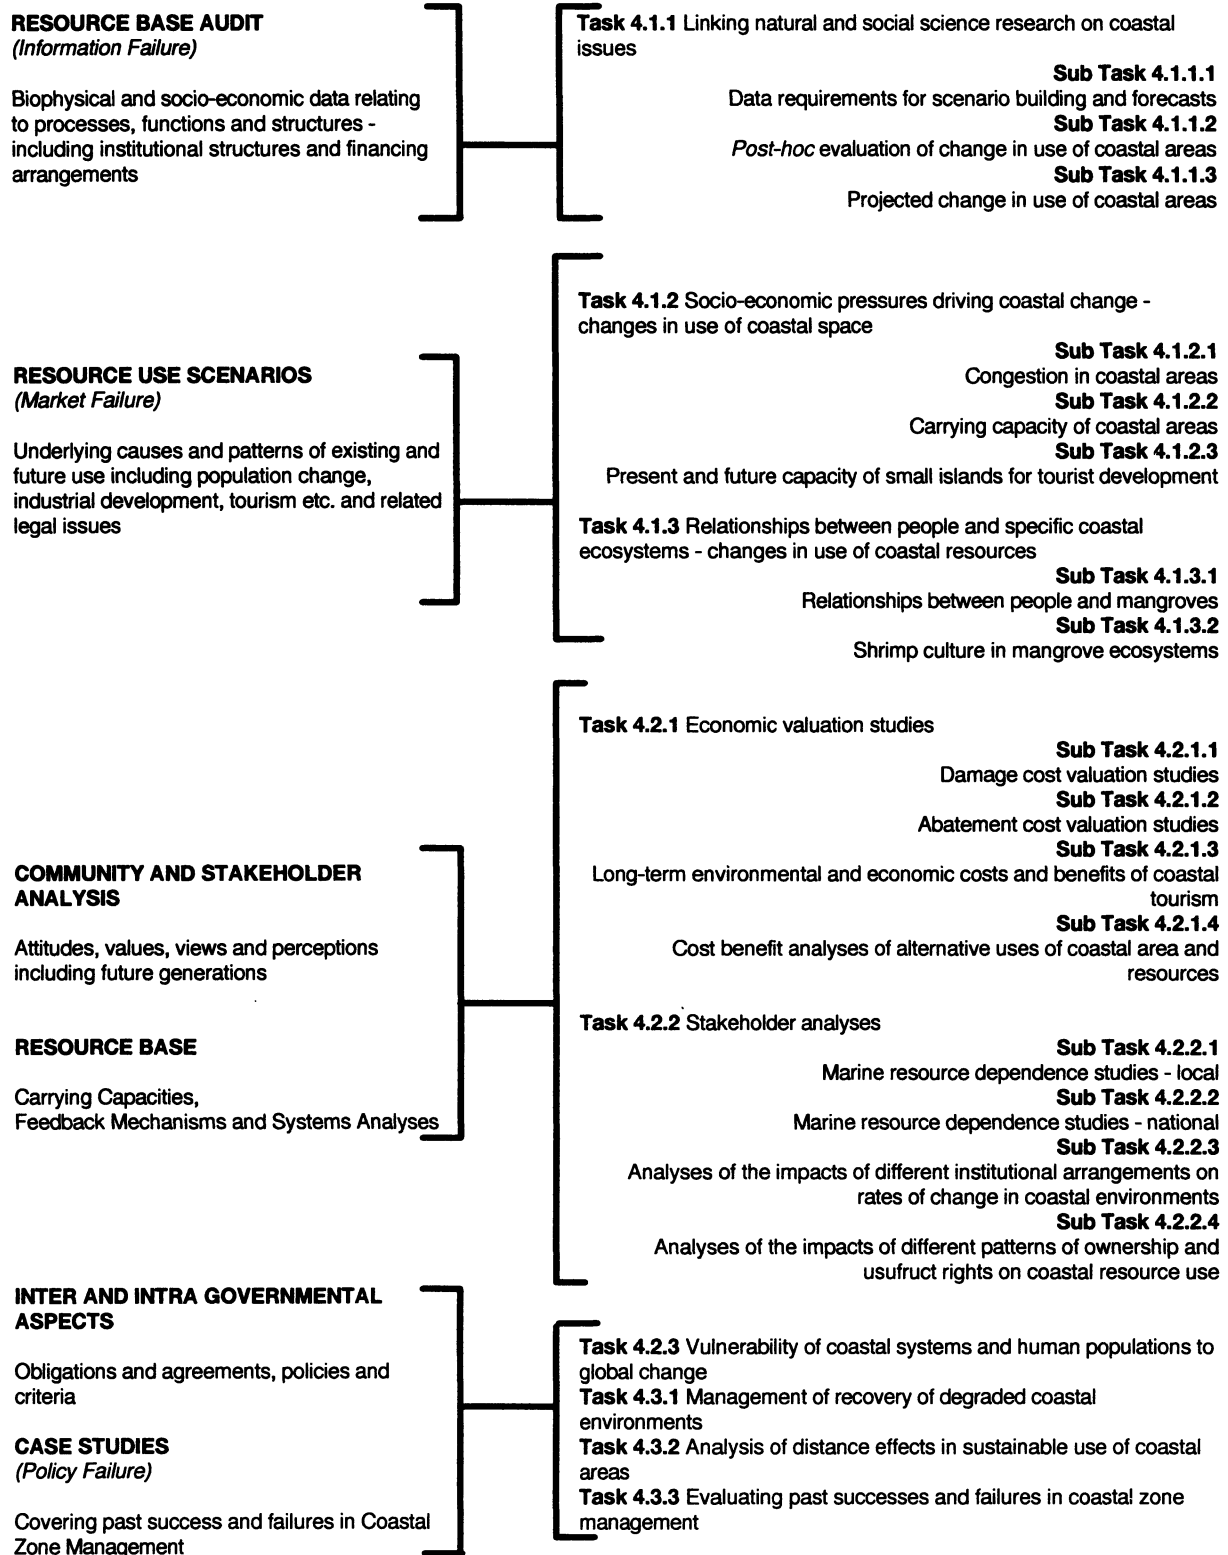 RESOURCE BASE AUDIT
(Information Failure)
Biophysical and socio-economic data relating
to processes, functions and structures -
including institutional structures and financing
arrangements
Task 4.1.1 Linking natural and social science research on coastal
issues
Sub Task 4.1.1.1
Data requirements for scenario building and forecasts
Sub Task 4.1.1.2
Post-hoc evaluation of change in use of coastal areas
Sub Task 4.1.1.3
Projected change in use of coastal areas
RESOURCE USE SCENARIOS
(Market Failure)
Underlying causes and patterns of existing and
future use including population change,
industrial development, tourism etc. and related
legal issues
Task 4.1.2 Socio-economic pressures driving coastal change -
changes in use of coastal space
Sub Task 4.1.2.1
Congestion in coastal areas
Sub Task 4.1.2.2
Carrying capacity of coastal areas
Sub Task 4.1.2.3
Present and future capacity of small islands for tourist development
Task 4.1.3 Relationships between people and specific coastal
ecosystems - changes in use of coastal resources
Sub Task 4.1.3.1
Relationships between people and mangroves
Sub Task 4.1.3.2
Shrimp culture in mangrove ecosystems
COMMUNITY AND STAKEHOLDER
ANALYSIS
Attitudes, values, views and perceptions
including future generations
RESOURCE BASE
Carrying Capacities,
Feedback Mechanisms and Systems Analyses
Task 4.2.1 Economic valuation studies
Sub Task 4.2.1.1
Damage cost valuation studies
Sub Task 4.2.1.2
Abatement cost valuation studies
Sub Task 4.2.1.3
Long-term environmental and economic costs and benefits of coastal
tourism
Sub Task 4.2.1.4
Cost benefit analyses of alternative uses of coastal area and
resources
Task 4.2.2 Stakeholder analyses
Sub Task 4.2.2.1
Marine resource dependence studies - local
Sub Task 4.2.2.2
Marine resource dependence studies - national
Sub Task 4.2.2.3
Analyses of the impacts of different institutional arrangements on
rates of change in coastal environments
Sub Task 4.2.2.4
Analyses of the impacts of different patterns of ownership and
usufruct rights on coastal resource use
INTER AND INTRA GOVERNMENTAL
ASPECTS
Obligations and agreements, policies and
criteria
CASE STUDIES
(Policy Failure)
Covering past success and failures in Coastal
Zone Management
Task 4.2.3 Vulnerability of coastal systems and human populations to
global change
Task 4.3.1 Management of recovery of degraded coastal
environments
Task 4.3.2 Analysis of distance effects in sustainable use of coastal
areas
Task 4.3.3 Evaluating past successes and failures in coastal zone
management